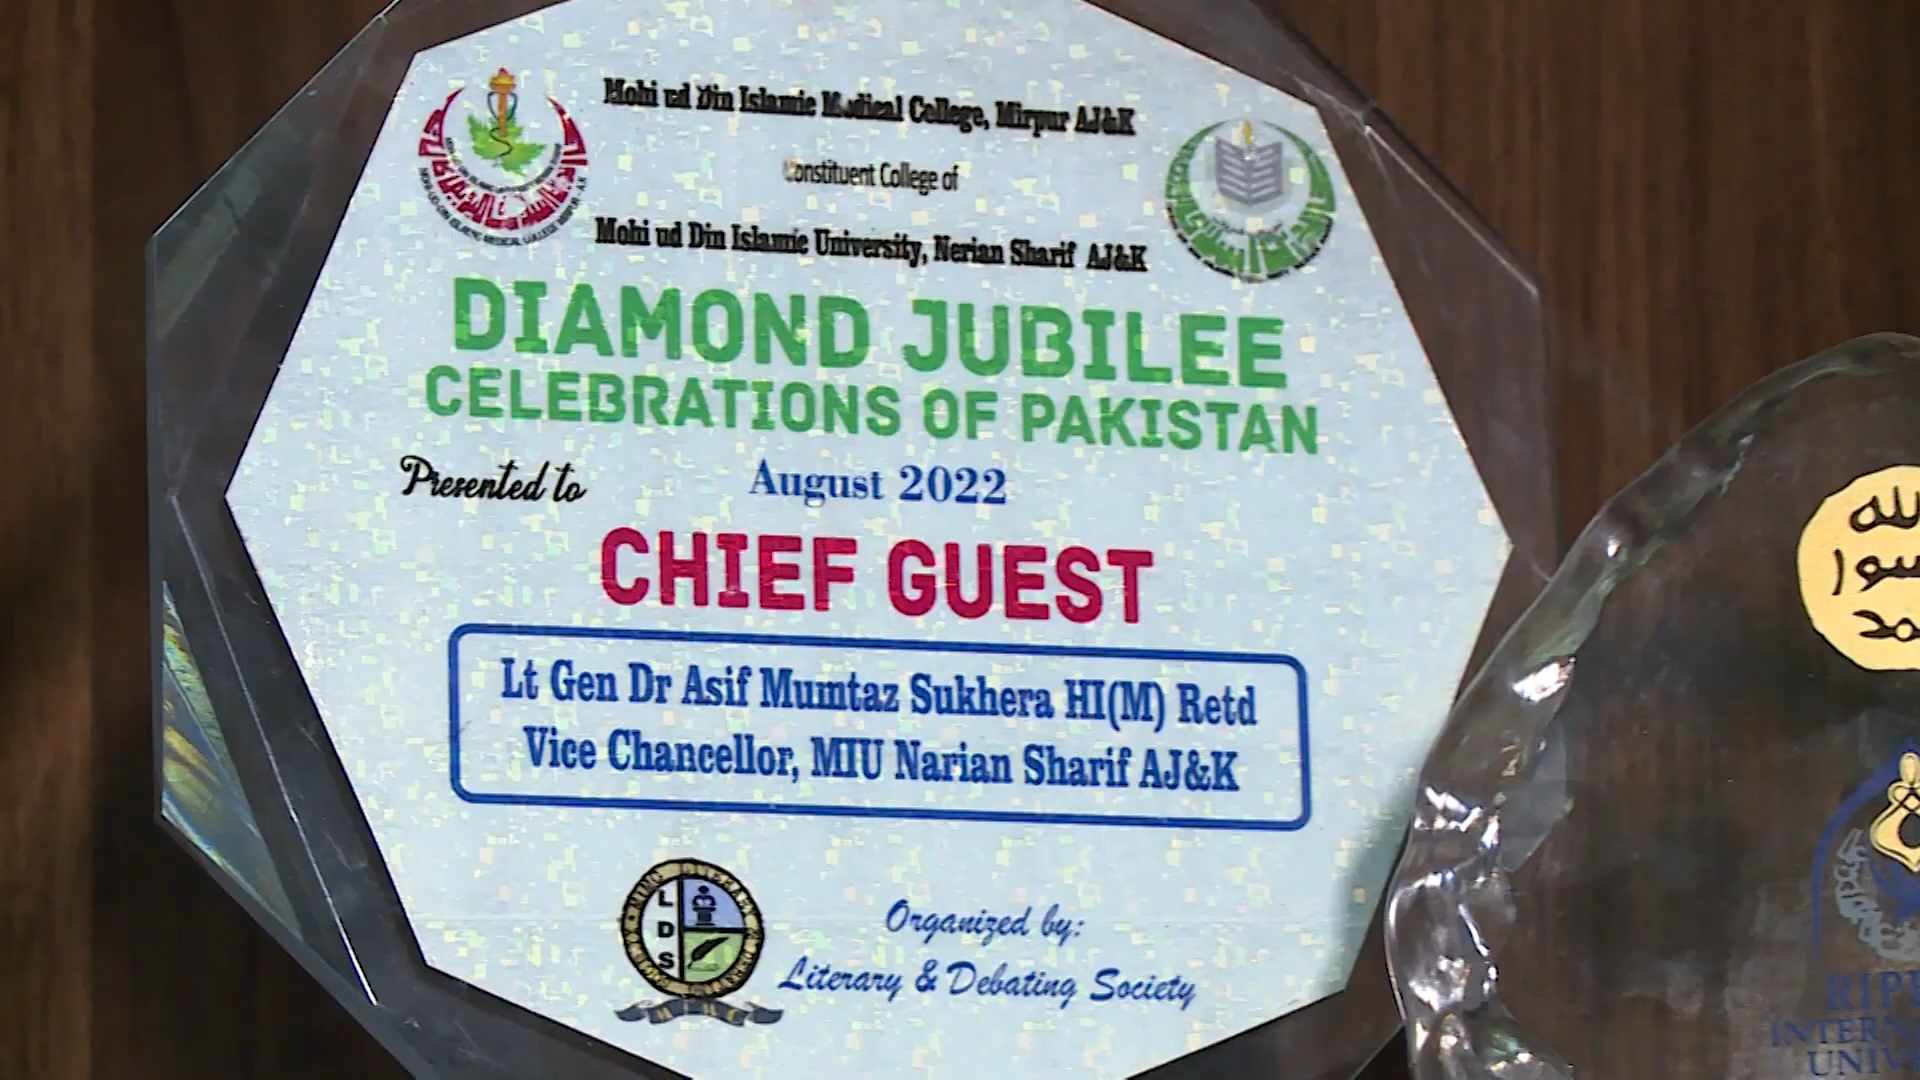 Mohi ud Din Islamic Medical College, Mirpur AJ&K
Constituent College of
Mohi ud Din Islamic University, Nerian Sharif AJ&K
DIAMOND JUBILEE
CELEBRATIONS OF PAKISTAN
Presented to
August 2022
CHIEF GUEST
Lt Gen Dr Asif Mumtaz Sukhera HI(M) Retd
Vice Chancellor, MIU Narian Sharif AJ&K
L
D
S
Organized by:
Literary & Debating Society